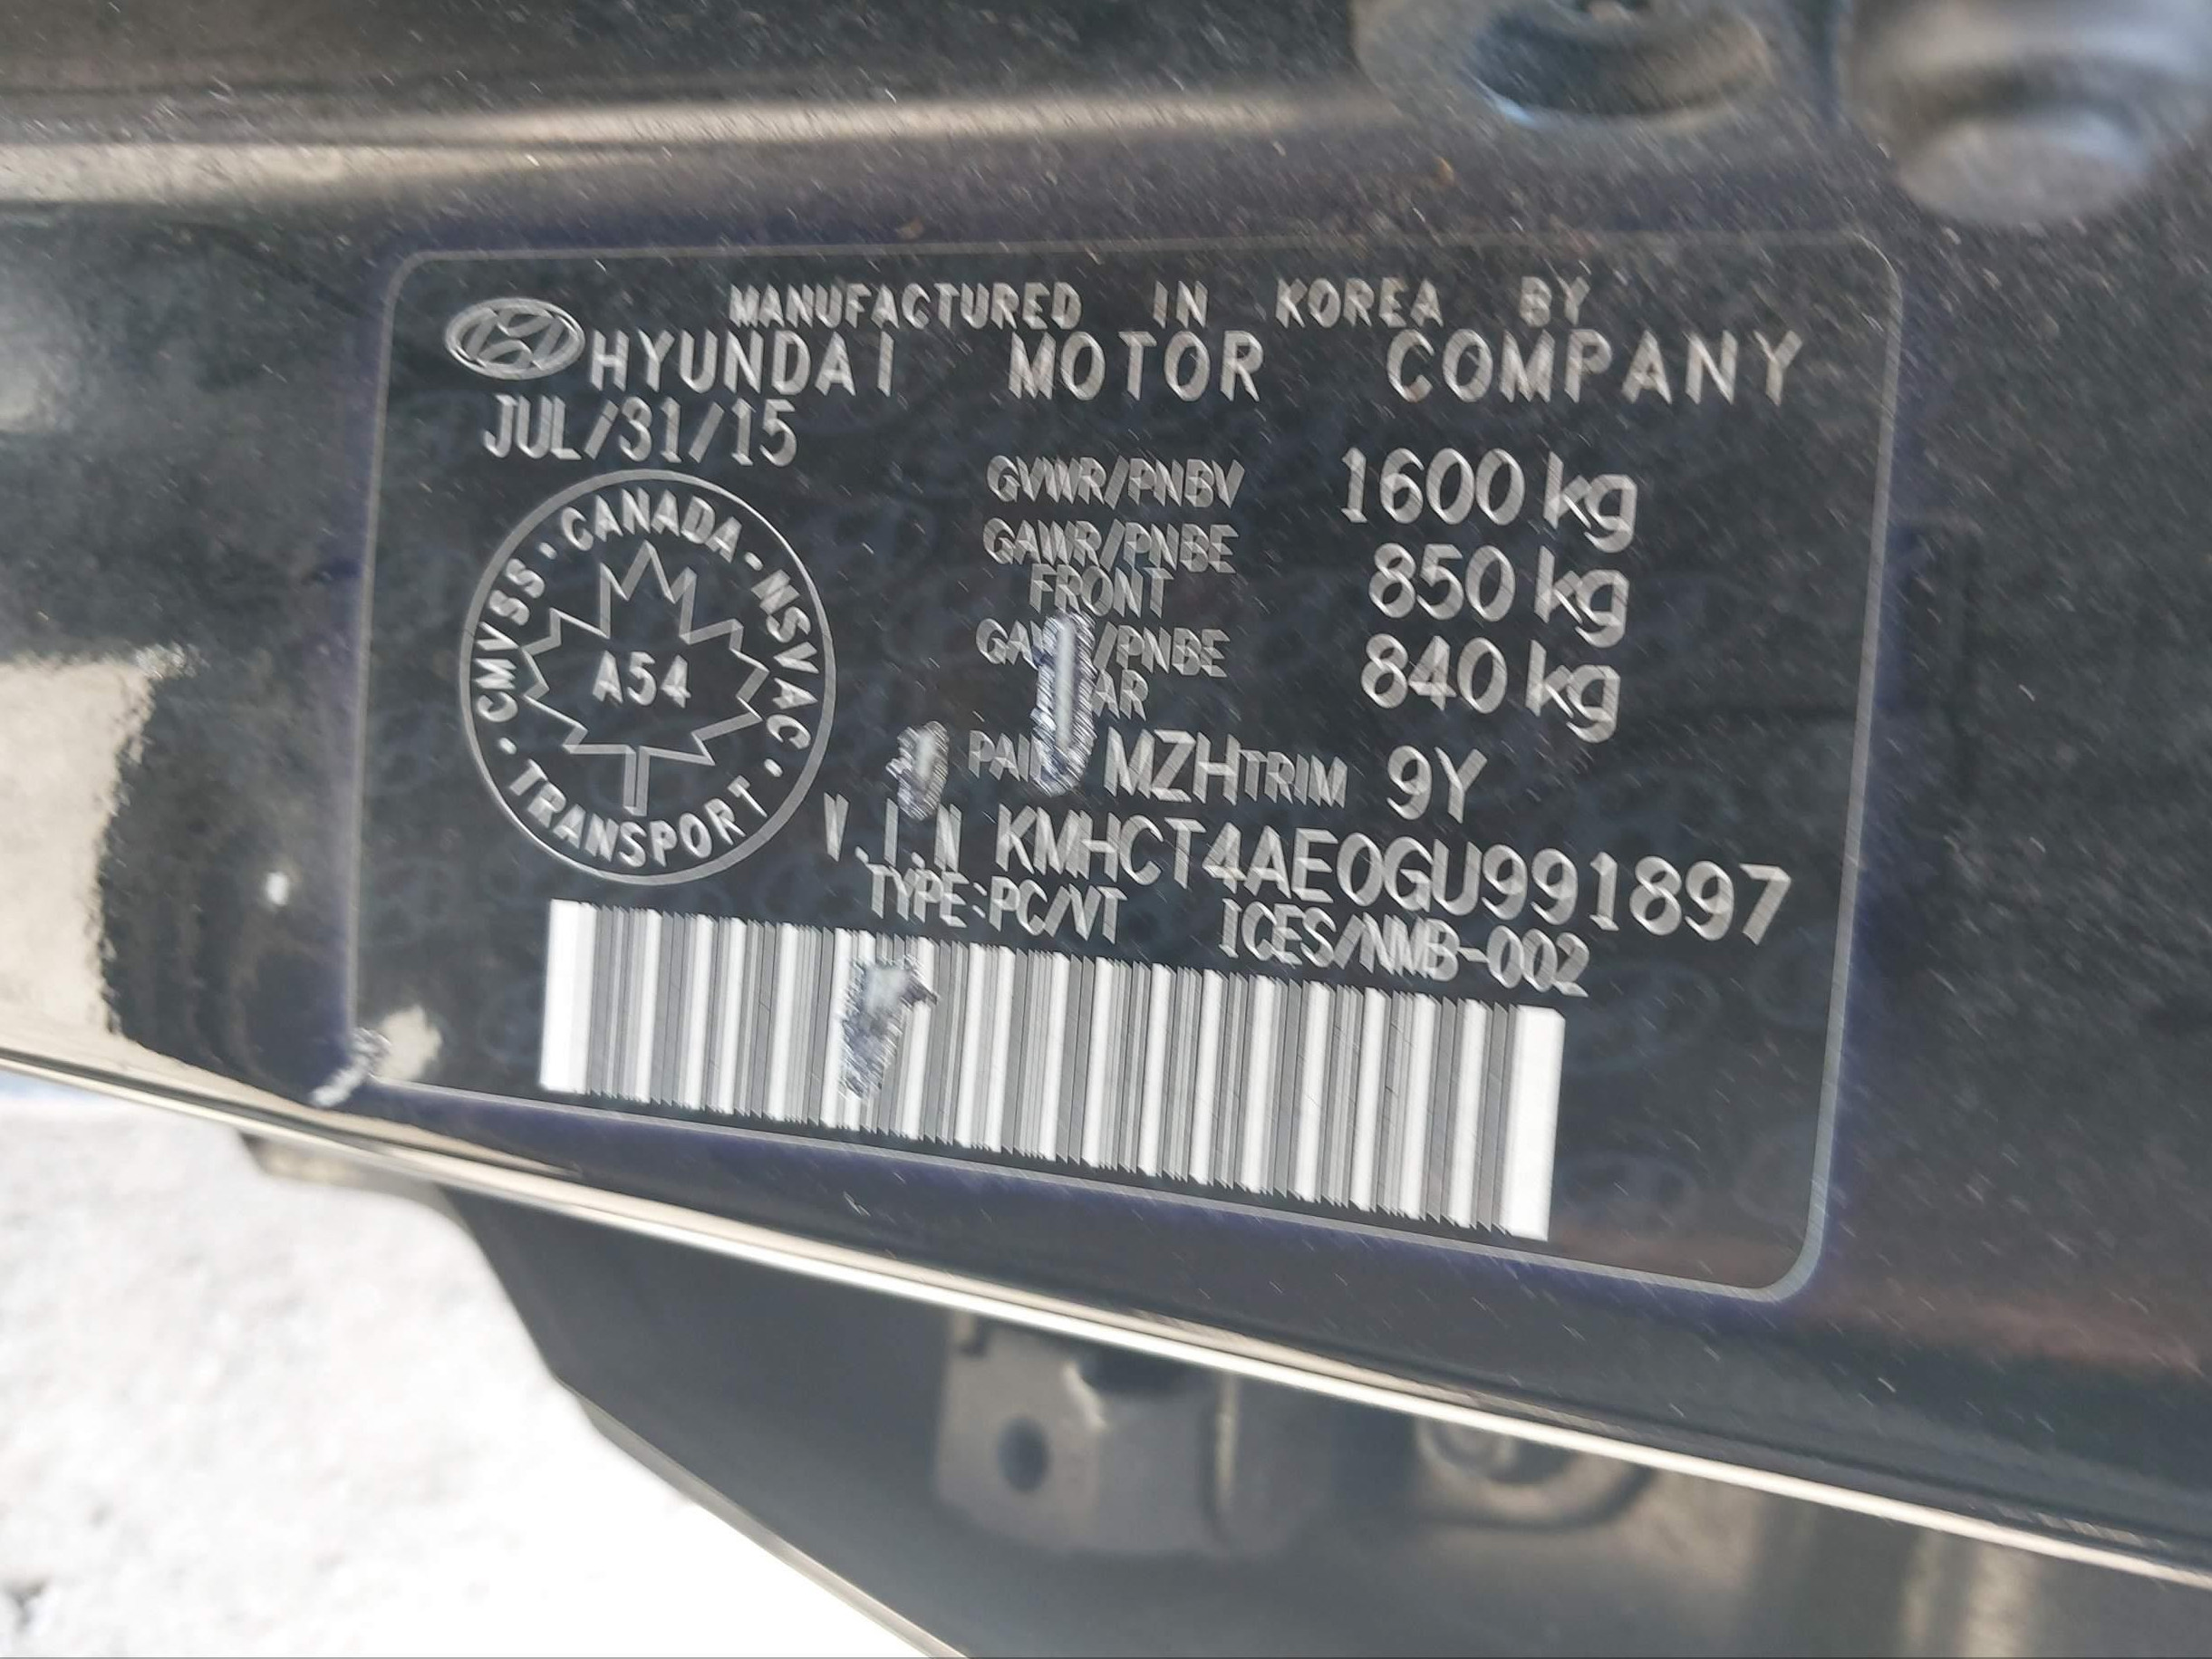 MANUFACTURED IN KOREA BY
HYUNDAI MOTOR COMPANY
JUL/31/15
GVWR/PNBV 1600 kg
GAWR/PNBE FRONT 850 kg
/PNBE 840 kg
MZH TRIM 9Y
V.I.N KMHCT4AE0GU991897
TYPE:PC/VT ICES/NMB-002
CANADA · NSVAC · TRANSPORT · CMVSS ·
A54